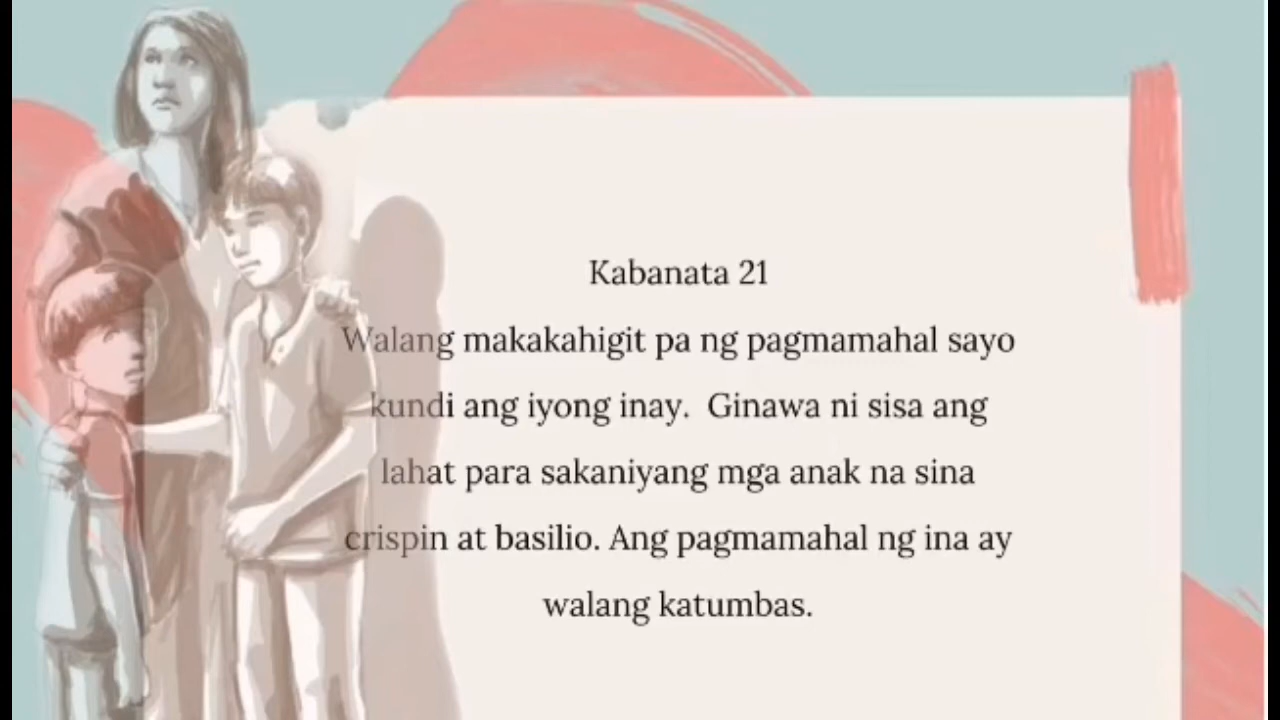 Kabanata 21
Walang makakahigit pa ng pagmamahal sayo
kundi ang iyong inay.  Ginawa ni sisa ang
lahat para sakaniyang mga anak na sina
crispin at basilio. Ang pagmamahal ng ina ay
walang katumbas.